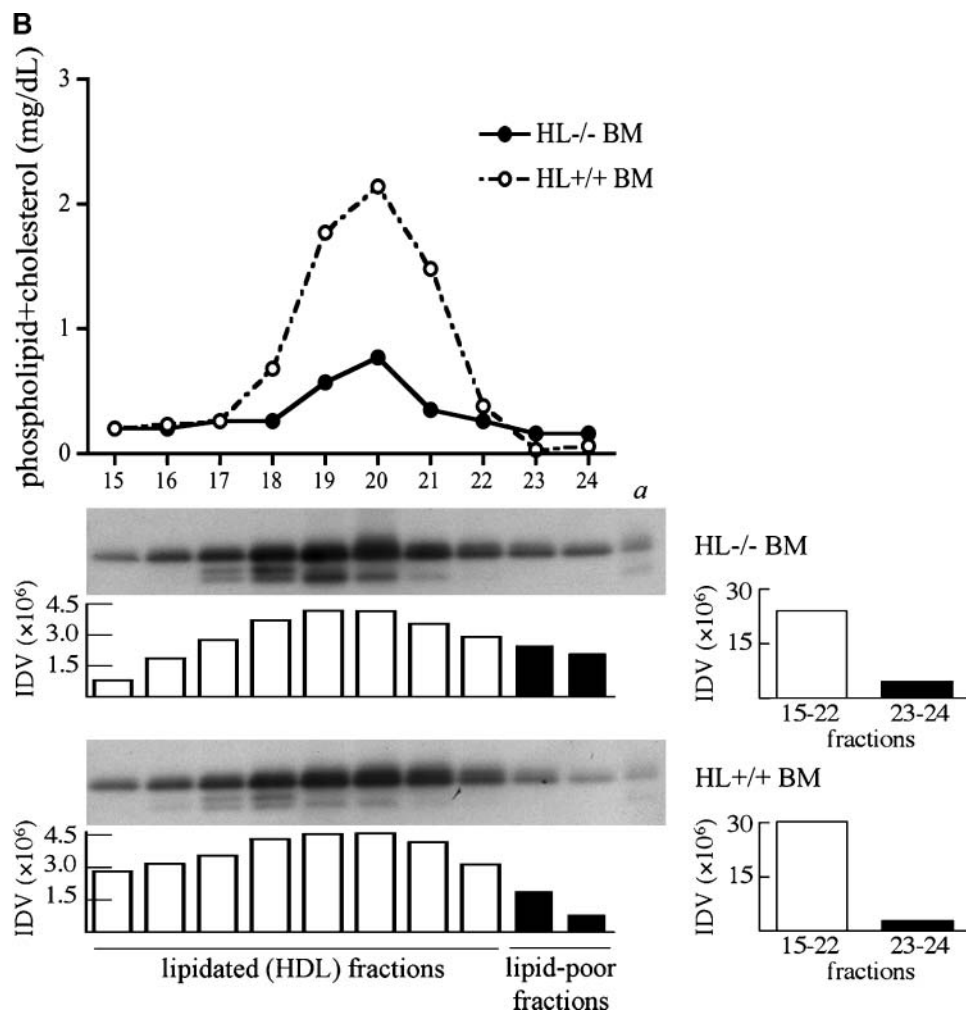 B
phospholipid+cholesterol (mg/dL)
3
2
1
0
HL-/- BM
HL+/+ BM
15 16 17 18 19 20 21 22 23 24 a
HL-/- BM
IDV (×10⁶)
4.5
3.0
1.5
IDV (×10⁶)
30
15
15-22 23-24
fractions
HL+/+ BM
IDV (×10⁶)
4.5
3.0
1.5
IDV (×10⁶)
30
15
15-22 23-24
fractions
lipidated (HDL) fractions
lipid-poor
fractions